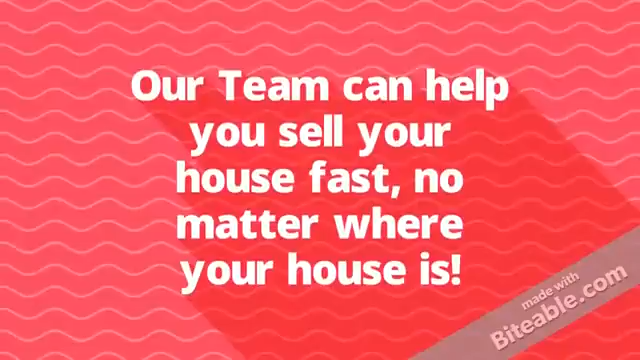 Our Team can help
you sell your
house fast, no
matter where
your house is!
made with
Biteable.com